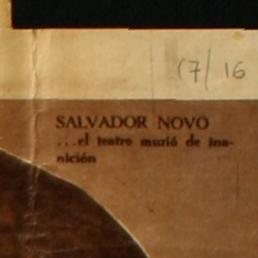 17/16
SALVADOR NOVO
...el teatro murió de ina-
nición